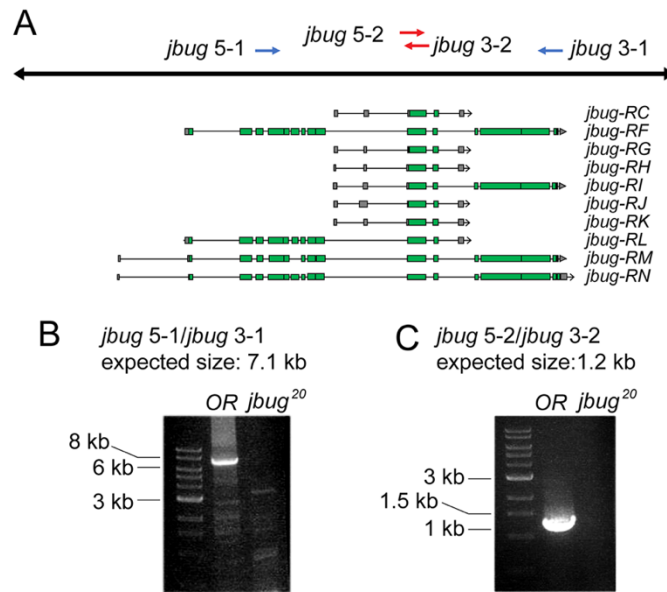 A
jbug 5-1
jbug 5-2
jbug 3-2
jbug 3-1
jbug-RC
jbug-RF
jbug-RG
jbug-RH
jbug-RI
jbug-RJ
jbug-RK
jbug-RL
jbug-RM
jbug-RN
B
jbug 5-1/jbug 3-1
expected size: 7.1 kb
OR jbug20
8 kb
6 kb
3 kb
C
jbug 5-2/jbug 3-2
expected size:1.2 kb
OR jbug20
3 kb
1.5 kb
1 kb